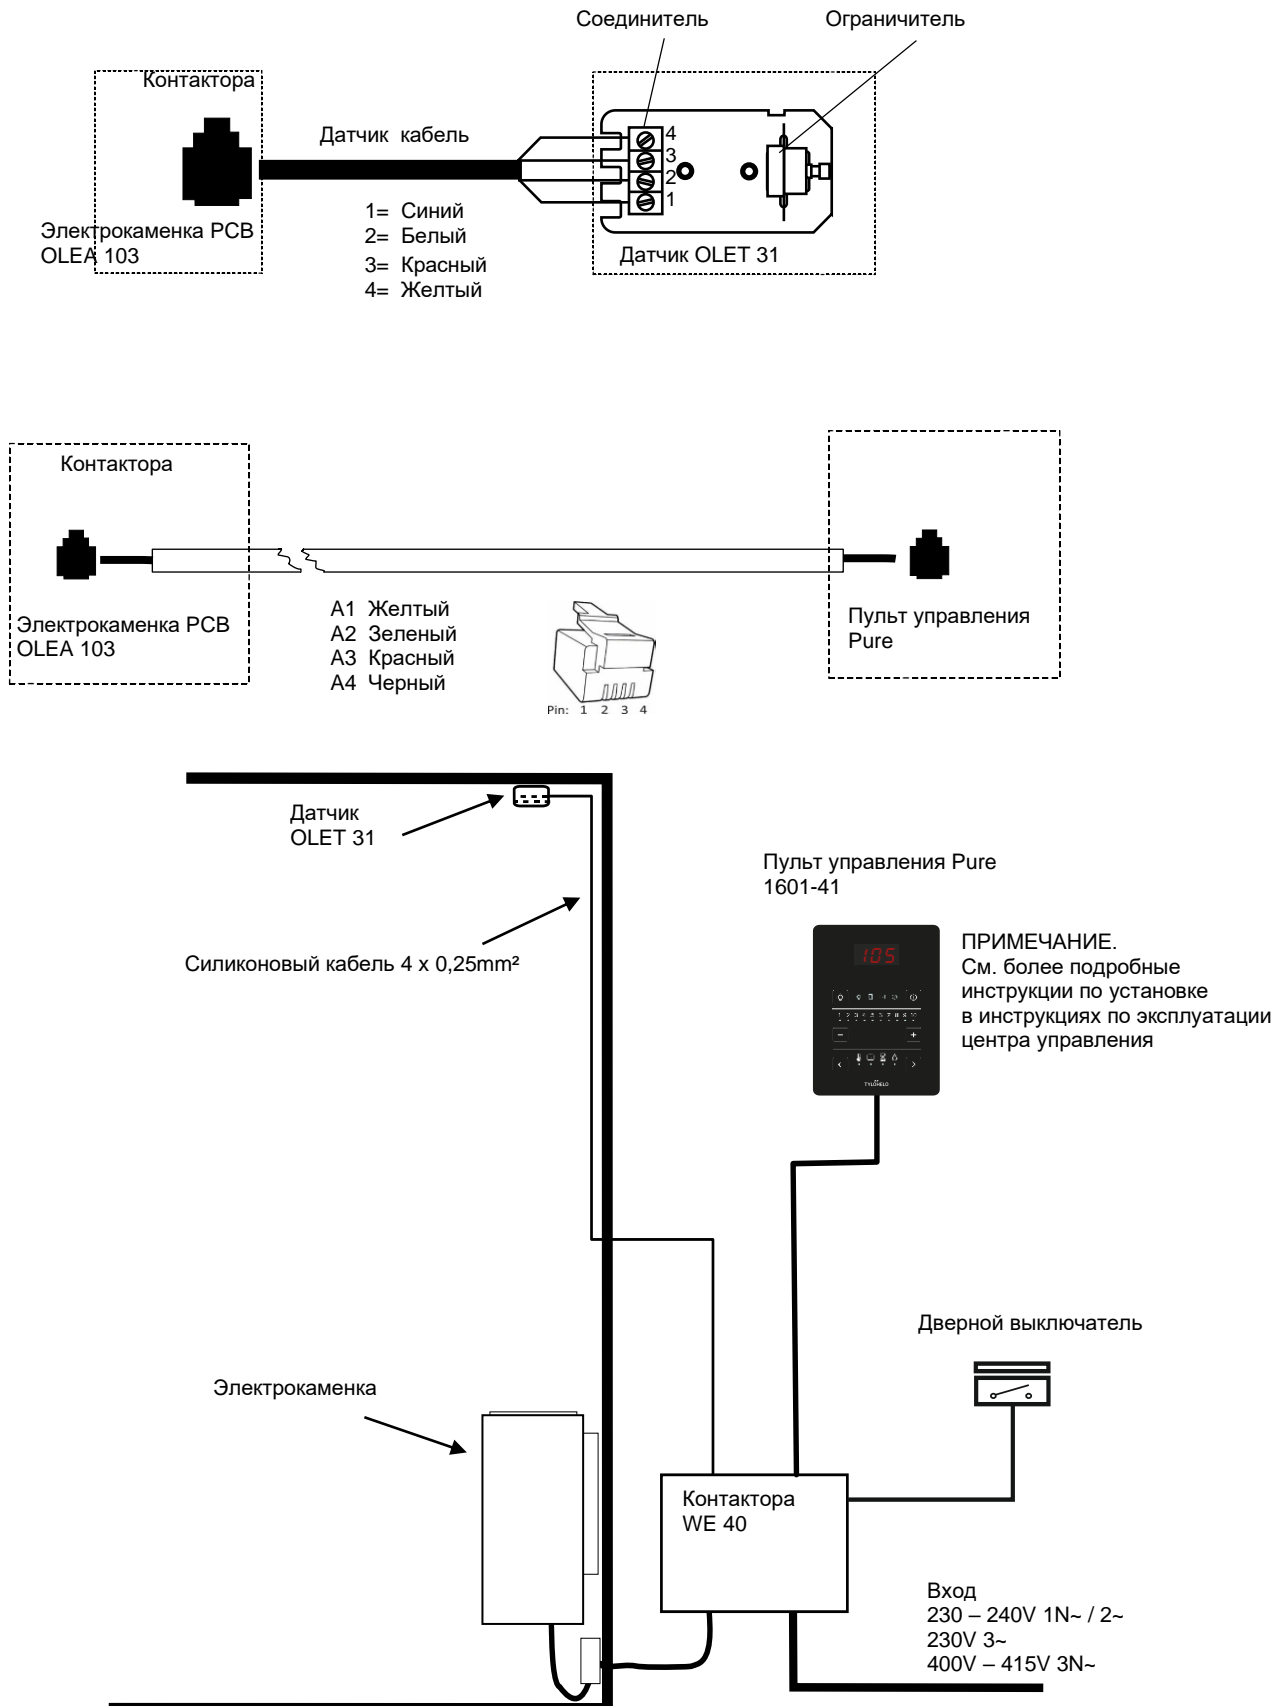 Соединитель
Ограничитель
Контактора
Датчик кабель
4
3
2
1
1= Синий
2= Белый
3= Красный
4= Желтый
Электрокаменка PCB
OLEA 103
Датчик OLET 31
Контактора
Электрокаменка PCB
OLEA 103
A1 Желтый
A2 Зеленый
A3 Красный
A4 Черный
Pin: 1 2 3 4
Пульт управления
Pure
Датчик
OLET 31
Силиконовый кабель 4 x 0,25mm²
Пульт управления Pure
1601-41
105
TYLÖHELO
ПРИМЕЧАНИЕ.
См. более подробные
инструкции по установке
в инструкциях по эксплуатации
центра управления
Дверной выключатель
Электрокаменка
Контактора
WE 40
Вход
230 – 240V 1N~ / 2~
230V 3~
400V – 415V 3N~